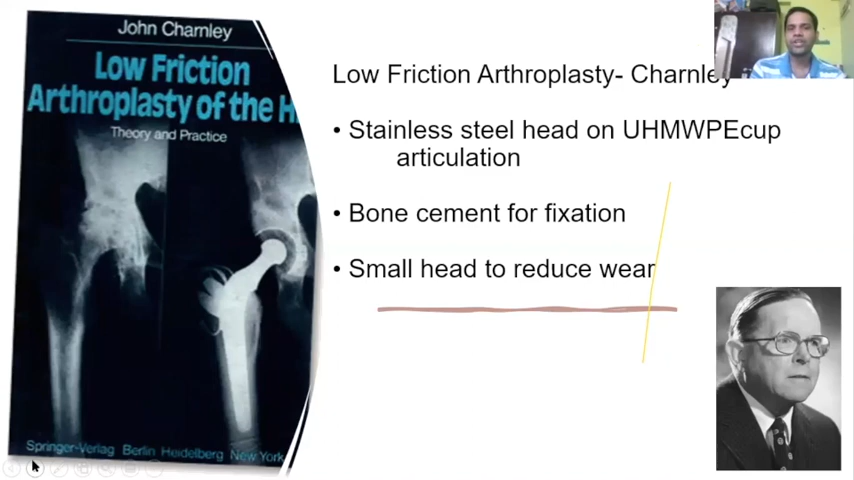 John Charnley
Low Friction
Arthroplasty of the H
Theory and Practice
Springer-Verlag Berlin Heidelberg New York
Low Friction Arthroplasty- Charnley
• Stainless steel head on UHMWPEcup
articulation
• Bone cement for fixation
• Small head to reduce wear